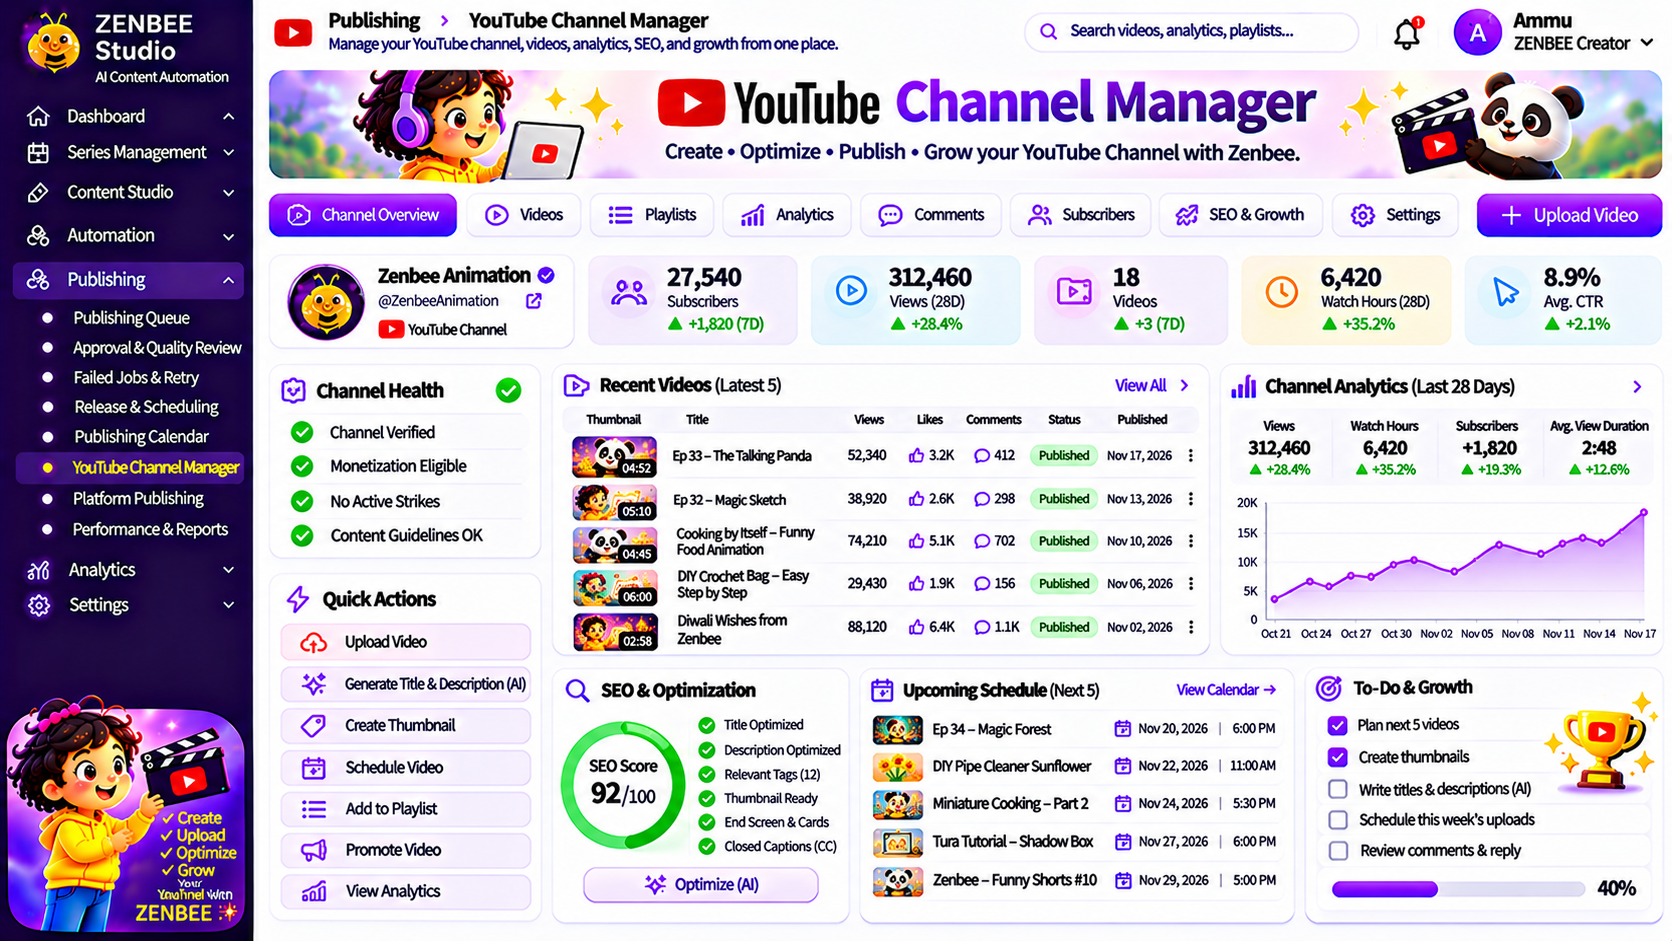 ZENBEE
Studio
AI Content Automation
Dashboard
Series Management
Content Studio
Automation
Publishing
Publishing Queue
Approval & Quality Review
Failed Jobs & Retry
Release & Scheduling
Publishing Calendar
YouTube Channel Manager
Platform Publishing
Performance & Reports
Analytics
Settings
✓ Create
✓ Upload
✓ Optimize
✓ Grow
Your
ZENBEE
Publishing > YouTube Channel Manager
Manage your YouTube channel, videos, analytics, SEO, and growth from one place.
Search videos, analytics, playlists...
1
A
Ammu
ZENBEE Creator
YouTube Channel Manager
Create • Optimize • Publish • Grow your YouTube Channel with Zenbee.
Channel Overview
Videos
Playlists
Analytics
Comments
Subscribers
SEO & Growth
Settings
+ Upload Video
Zenbee Animation
@ZenbeeAnimation
YouTube Channel
27,540
Subscribers
▲ +1,820 (7D)
312,460
Views (28D)
▲ +28.4%
18
Videos
▲ +3 (7D)
6,420
Watch Hours (28D)
▲ +35.2%
8.9%
Avg. CTR
▲ +2.1%
Channel Health
Channel Verified
Monetization Eligible
No Active Strikes
Content Guidelines OK
Quick Actions
Upload Video
Generate Title & Description (AI)
Create Thumbnail
Schedule Video
Add to Playlist
Promote Video
View Analytics
Recent Videos (Latest 5)
View All >
Thumbnail Title Views Likes Comments Status Published
04:52 Ep 33 – The Talking Panda 52,340 3.2K 412 Published Nov 17, 2026
05:10 Ep 32 – Magic Sketch 38,920 2.6K 298 Published Nov 13, 2026
04:45 Cooking by Itself – Funny Food Animation 74,210 5.1K 702 Published Nov 10, 2026
06:00 DIY Crochet Bag – Easy Step by Step 29,430 1.9K 156 Published Nov 06, 2026
02:58 Diwali Wishes from Zenbee 88,120 6.4K 1.1K Published Nov 02, 2026
Channel Analytics (Last 28 Days)
Views Watch Hours Subscribers Avg. View Duration
312,460 6,420 +1,820 2:48
▲ +28.4% ▲ +35.2% ▲ +19.3% ▲ +12.6%
20K
15K
10K
5K
0
Oct 21 Oct 24 Oct 27 Oct 30 Nov 02 Nov 05 Nov 08 Nov 11 Nov 14 Nov 17
SEO & Optimization
SEO Score
92/100
Title Optimized
Description Optimized
Relevant Tags (12)
Thumbnail Ready
End Screen & Cards
Closed Captions (CC)
Optimize (AI)
Upcoming Schedule (Next 5)
View Calendar →
Ep 34 – Magic Forest Nov 20, 2026 | 6:00 PM
DIY Pipe Cleaner Sunflower Nov 22, 2026 | 11:00 AM
Miniature Cooking – Part 2 Nov 24, 2026 | 5:30 PM
Tura Tutorial – Shadow Box Nov 27, 2026 | 6:00 PM
Zenbee – Funny Shorts #10 Nov 29, 2026 | 5:00 PM
To-Do & Growth
Plan next 5 videos
Create thumbnails
Write titles & descriptions (AI)
Schedule this week's uploads
Review comments & reply
40%